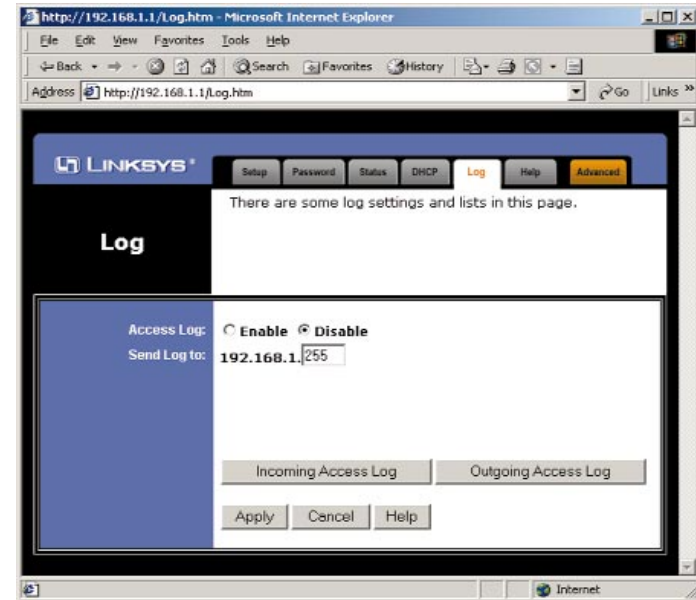 http://192.168.1.1/Log.htm - Microsoft Internet Explorer
File Edit View Favorites Tools Help
Back Search Favorites History
Address http://192.168.1.1/Log.htm Go Links »
LINKSYS®
Setup Password Status DHCP Log Help Advanced
Log
There are some log settings and lists in this page.
Access Log: Enable Disable
Send Log to: 192.168.1. 255
Incoming Access Log Outgoing Access Log
Apply Cancel Help
Internet